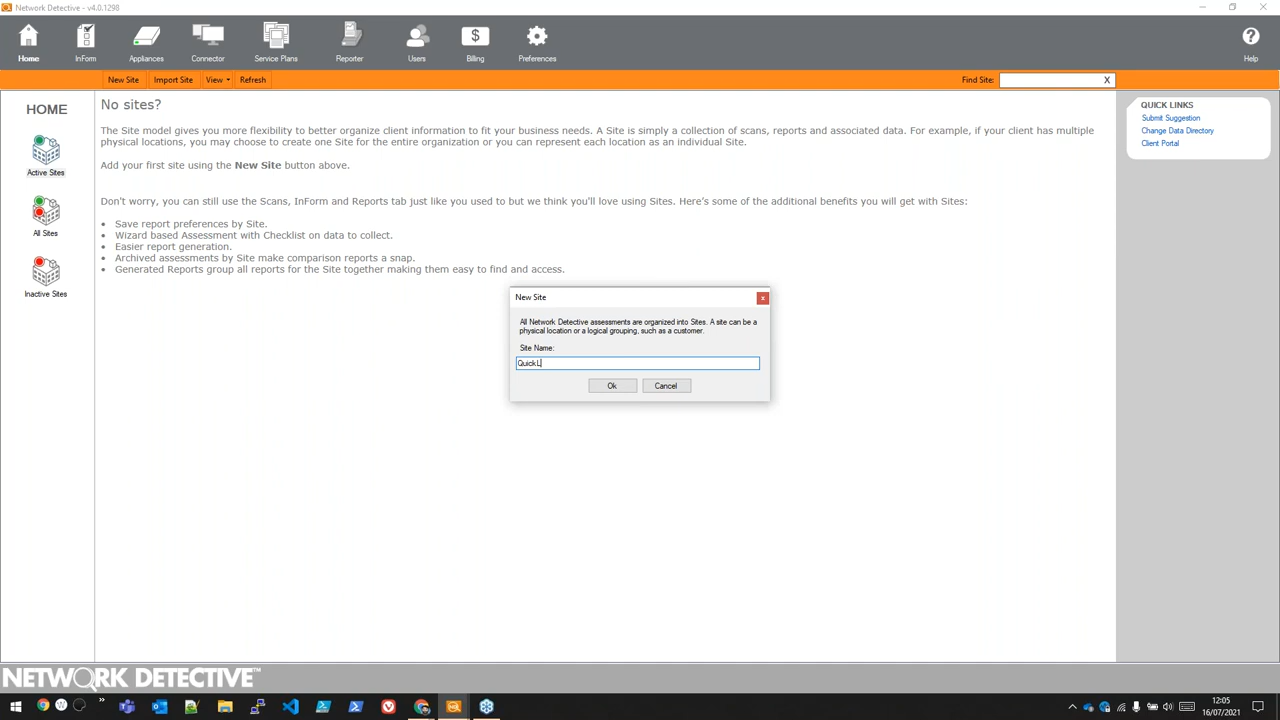 Network Detective - v4.0.1298
Home
InForm
Appliances
Connector
Service Plans
Reporter
Users
Billing
Preferences
Help
New Site
Import Site
View
Refresh
Find Site:
X
HOME
Active Sites
All Sites
Inactive Sites
No sites?
The Site model gives you more flexibility to better organize client information to fit your business needs. A Site is simply a collection of scans, reports and associated data. For example, if your client has multiple
physical locations, you may choose to create one Site for the entire organization or you can represent each location as an individual Site.
Add your first site using the New Site button above.
Don't worry, you can still use the Scans, InForm and Reports tab just like you used to but we think you'll love using Sites. Here's some of the additional benefits you will get with Sites:
• Save report preferences by Site.
• Wizard based Assessment with Checklist on data to collect.
• Easier report generation.
• Archived assessments by Site make comparison reports a snap.
• Generated Reports group all reports for the Site together making them easy to find and access.
QUICK LINKS
Submit Suggestion
Change Data Directory
Client Portal
New Site
x
All Network Detective assessments are organized into Sites. A site can be a
physical location or a logical grouping, such as a customer.
Site Name:
QuickL
Ok
Cancel
NETWORK DETECTIVE™
12:05
16/07/2021